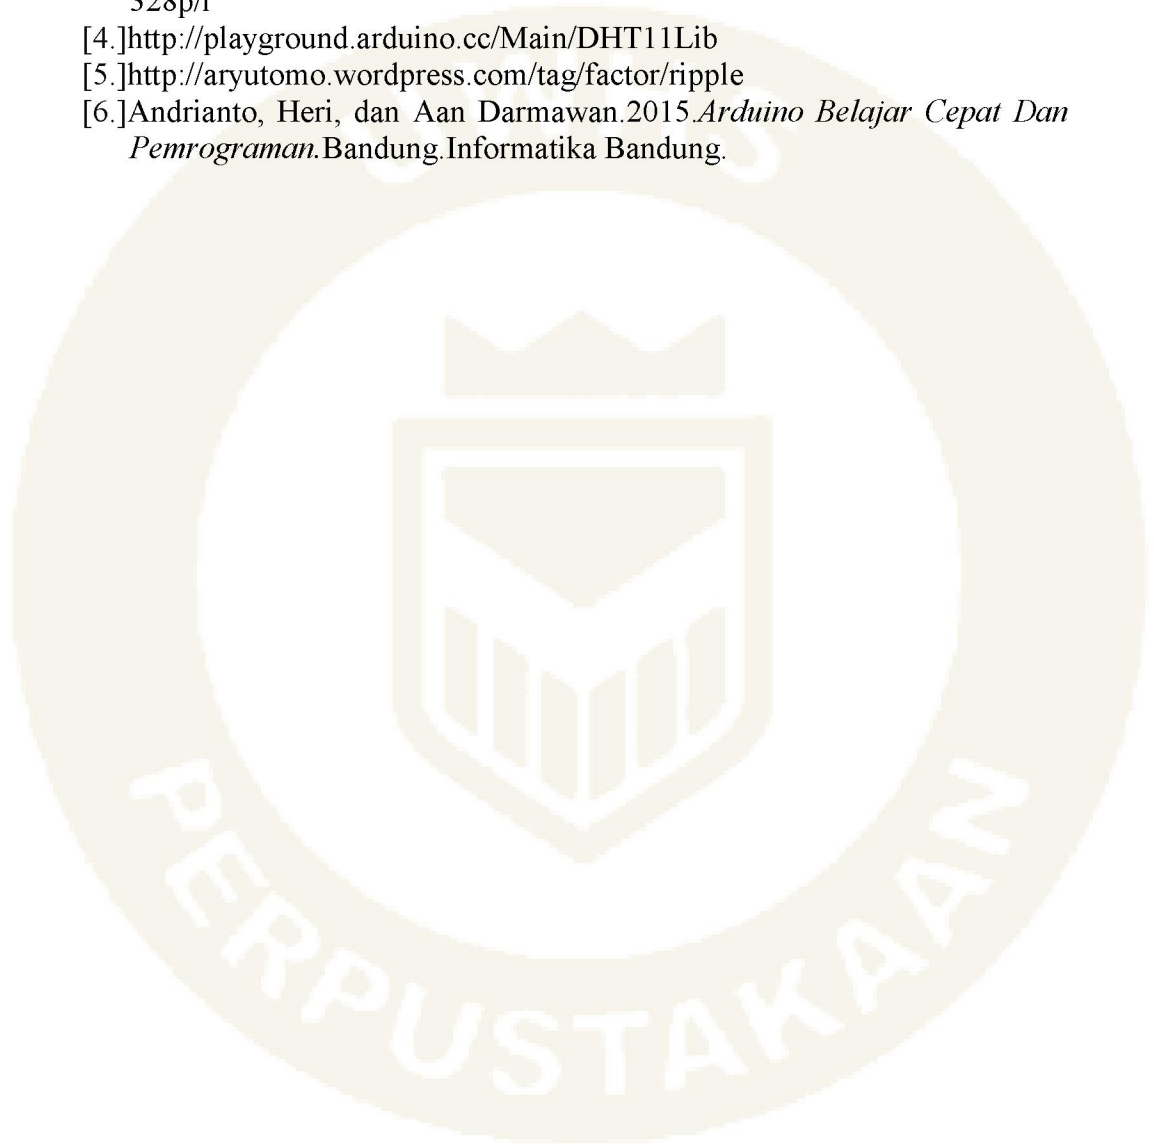 328p/i
[4.]http://playground.arduino.cc/Main/DHT11Lib
[5.]http://aryutomo.wordpress.com/tag/factor/ripple
[6.]Andrianto, Heri, dan Aan Darmawan.2015.Arduino Belajar Cepat Dan
Pemrograman.Bandung.Informatika Bandung.
PERPUSTAKAAN